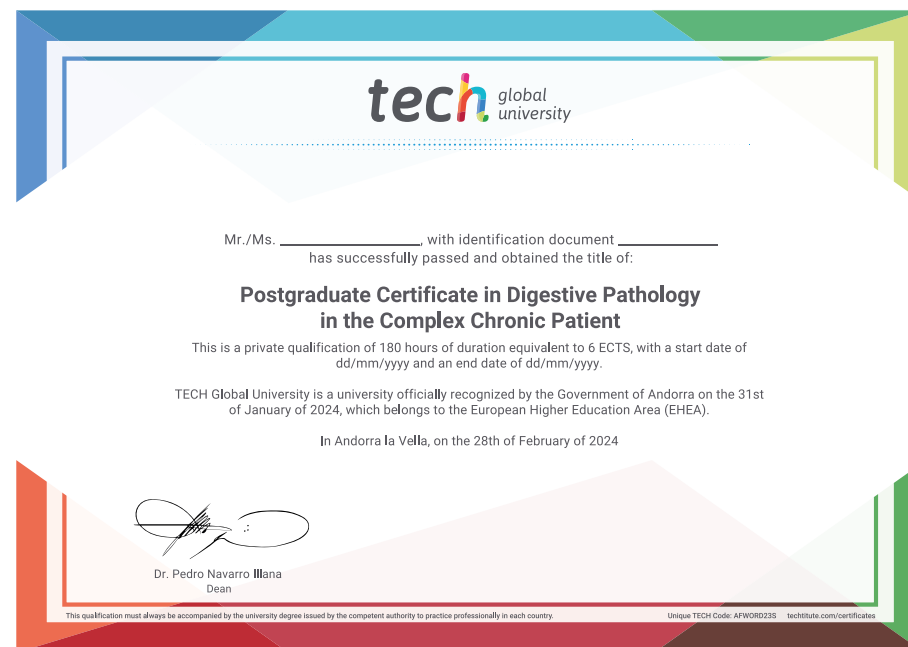 tech global university
Mr./Ms. ____________________, with identification document ______________
has successfully passed and obtained the title of:
Postgraduate Certificate in Digestive Pathology
in the Complex Chronic Patient
This is a private qualification of 180 hours of duration equivalent to 6 ECTS, with a start date of
dd/mm/yyyy and an end date of dd/mm/yyyy.
TECH Global University is a university officially recognized by the Government of Andorra on the 31st
of January of 2024, which belongs to the European Higher Education Area (EHEA).
In Andorra la Vella, on the 28th of February of 2024
Dr. Pedro Navarro Illana
Dean
This qualification must always be accompanied by the university degree issued by the competent authority to practice professionally in each country.
Unique TECH Code: AFWORD23S techtitute.com/certificates